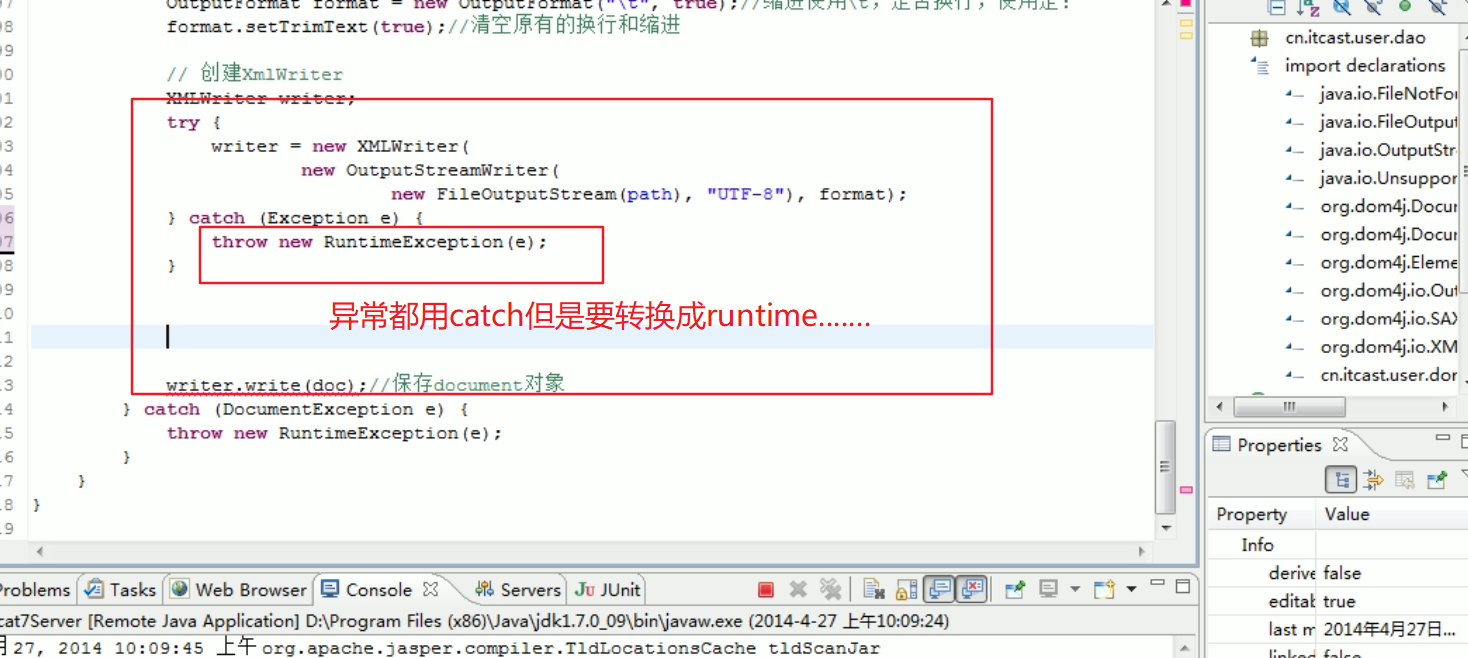 OutputFormat format = new OutputFormat("\t", true);//缩进使用\t，是否换行，使用是！
format.setTrimText(true);//清空原有的换行和缩进
// 创建XmlWriter
XMLWriter writer;
try {
writer = new XMLWriter(
new OutputStreamWriter(
new FileOutputStream(path), "UTF-8"), format);
} catch (Exception e) {
throw new RuntimeException(e);
}
异常都用catch但是要转换成runtime.......
writer.write(doc);//保存document对象
} catch (DocumentException e) {
throw new RuntimeException(e);
}
}
}
cn.itcast.user.dao
import declarations
java.io.FileNotFou
java.io.FileOutput
java.io.OutputStr
java.io.Unsuppor
org.dom4j.Docu
org.dom4j.Docu
org.dom4j.Eleme
org.dom4j.io.Out
org.dom4j.io.SAX
org.dom4j.io.XM
cn.itcast.user.dor
Properties
Property Value
Info
derive false
editab true
last m 2014年4月27日...
linked false
Problems Tasks Web Browser Console Servers JUnit
cat7Server [Remote Java Application] D:\Program Files (x86)\Java\jdk1.7.0_09\bin\javaw.exe (2014-4-27 上午10:09:24)
月 27, 2014 10:09:45 上午 org.apache.jasper.compiler.TldLocationsCache tldScanJar